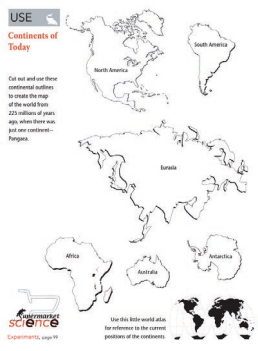 USE
Continents of
Today
Cut out and use these
continental outlines
to create the map
of the world from
225 millions of years
ago, when there was
just one continent—
Pangaea.
North America
South America
Eurasia
Africa
Australia
Antarctica
Supermarket
science
Experiments, page 99
Use this little world atlas
for reference to the current
positions of the continents.